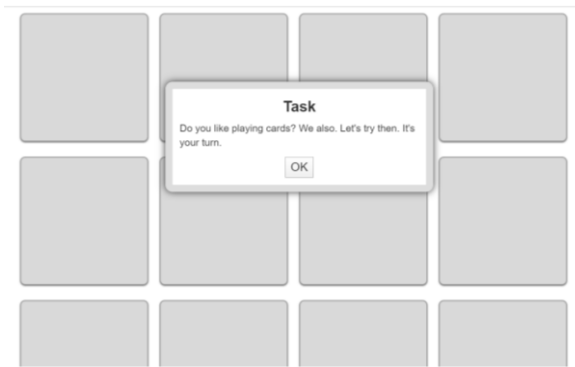 Task
Do you like playing cards? We also. Let's try then. It's
your turn.
OK